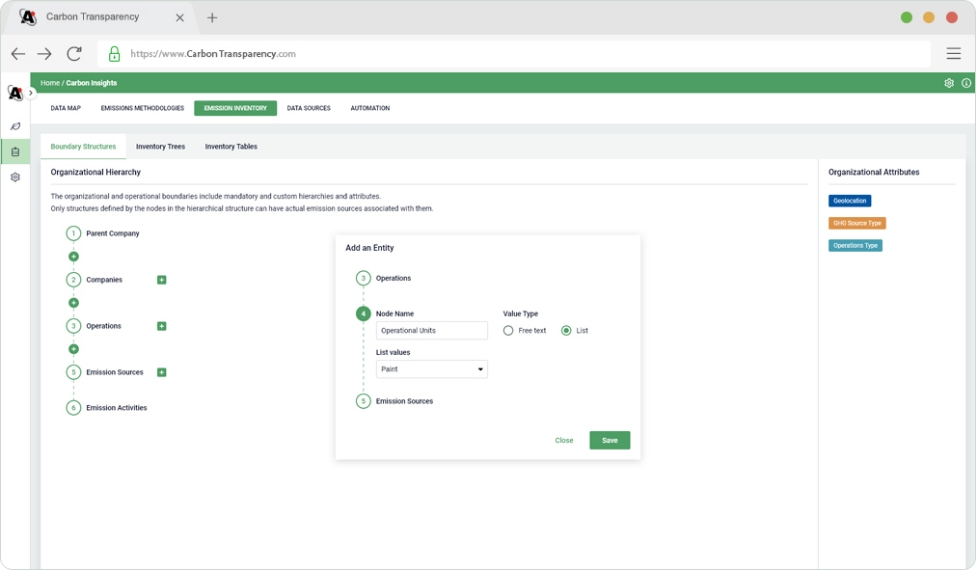 Carbon Transparency
https://www.CarbonTransparency.com
Home / Carbon Insights
DATA MAP
EMISSIONS METHODOLOGIES
EMISSION INVENTORY
DATA SOURCES
AUTOMATION
Boundary Structures
Inventory Trees
Inventory Tables
Organizational Hierarchy
The organizational and operational boundaries include mandatory and custom hierarchies and attributes.
Only structures defined by the nodes in the hierarchical structure can have actual emission sources associated with them.
1 Parent Company
2 Companies
3 Operations
5 Emission Sources
6 Emission Activities
Add an Entity
3 Operations
4 Node Name
Operational Units
Value Type
Free text
List
List values
Paint
5 Emission Sources
Close
Save
Organizational Attributes
Geolocation
GHG Source Type
Operations Type